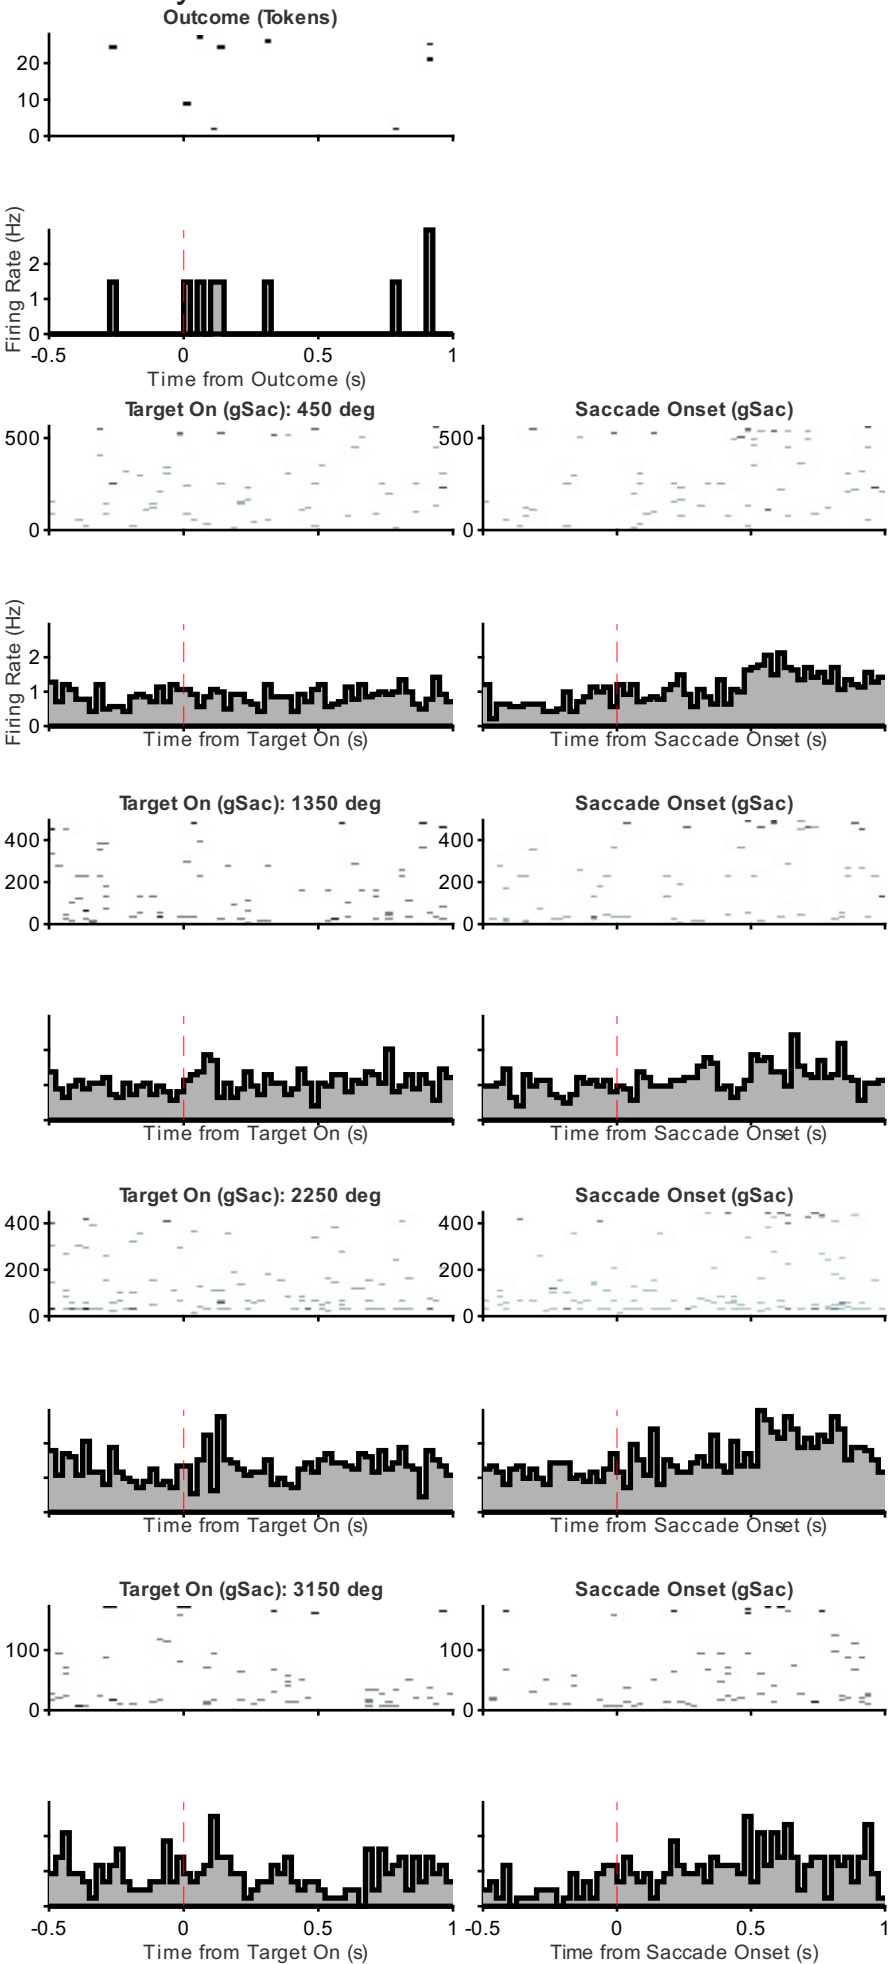 Outcome (Tokens)
20
10
0
Firing Rate (Hz)
2
1
0
-0.5 0 0.5 1
Time from Outcome (s)
Target On (gSac): 450 deg Saccade Onset (gSac)
500 500
0 0
Firing Rate (Hz)
2
1
0
Time from Target On (s) Time from Saccade Onset (s)
Target On (gSac): 1350 deg Saccade Onset (gSac)
400 400
200 200
0 0
Time from Target On (s) Time from Saccade Onset (s)
Target On (gSac): 2250 deg Saccade Onset (gSac)
400 400
200 200
0 0
Time from Target On (s) Time from Saccade Onset (s)
Target On (gSac): 3150 deg Saccade Onset (gSac)
100 100
0 0
-0.5 0 0.5 1 -0.5 0 0.5 1
Time from Target On (s) Time from Saccade Onset (s)